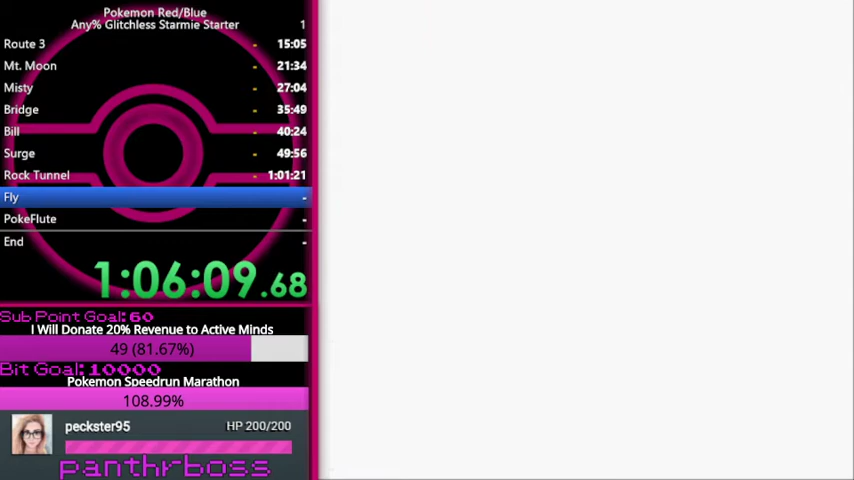 Pokemon Red/Blue
Any% Glitchless Starmie Starter 1
Route 3 - 15:05
Mt. Moon - 21:34
Misty - 27:04
Bridge - 35:49
Bill - 40:24
Surge - 49:56
Rock Tunnel - 1:01:21
Fly -
PokeFlute -
End -
1:06:09.68
Sub Point Goal: 60
I Will Donate 20% Revenue to Active Minds
49 (81.67%)
Bit Goal: 10000
Pokemon Speedrun Marathon
108.99%
peckster95 HP 200/200
panthrboss